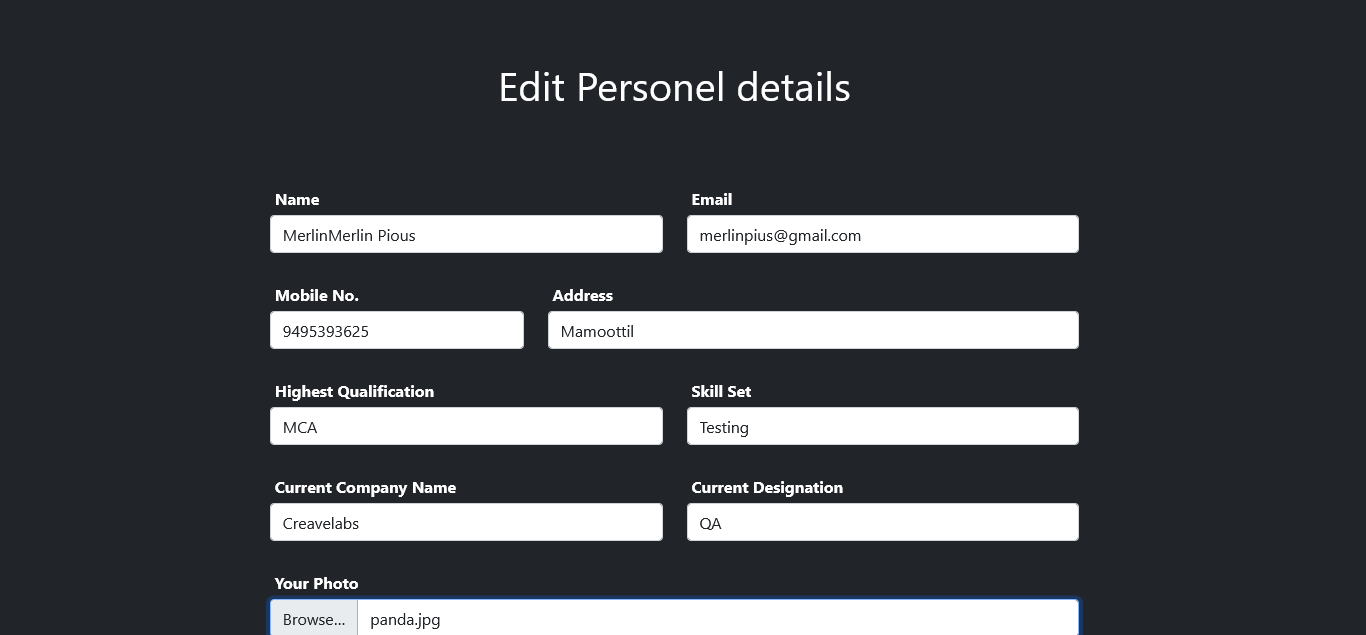 Edit Personel details
Name
Email
MerlinMerlin Pious
merlinpius@gmail.com
Mobile No.
Address
9495393625
Mamoottil
Highest Qualification
Skill Set
MCA
Testing
Current Company Name
Current Designation
Creavelabs
QA
Your Photo
Browse... panda.jpg